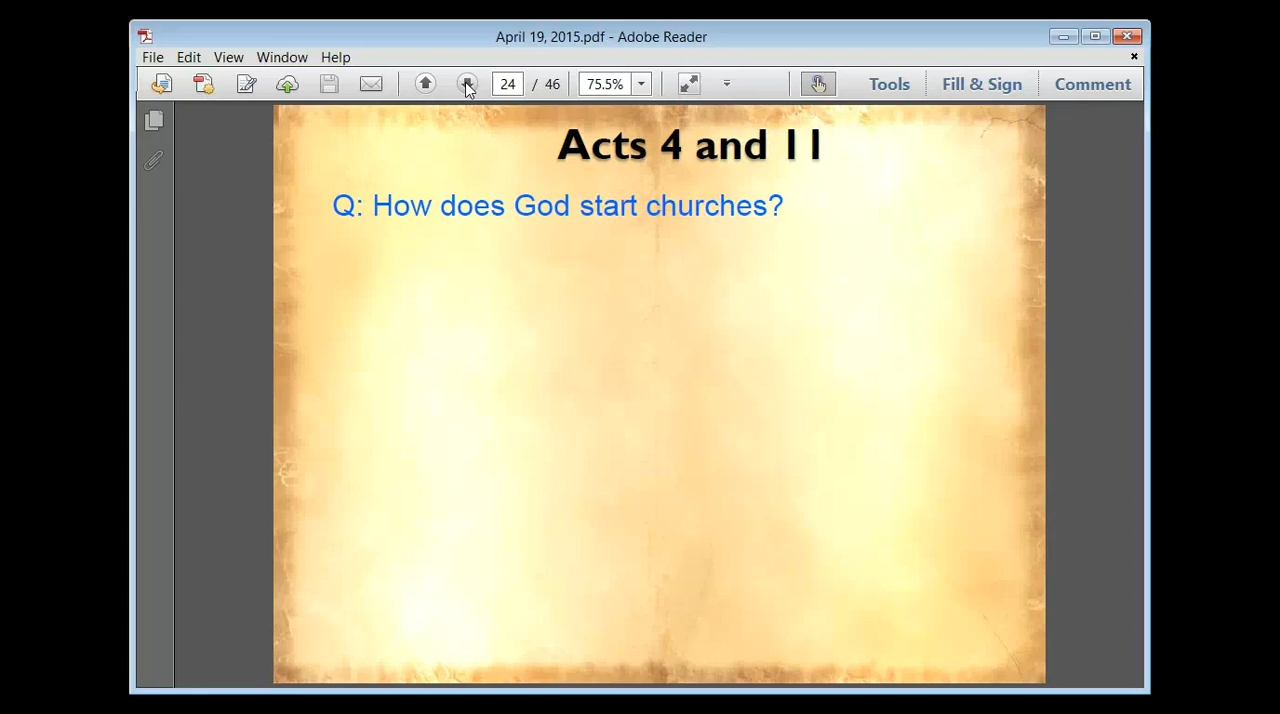 April 19, 2015.pdf - Adobe Reader
File Edit View Window Help
24 / 46 75.5% Tools Fill & Sign Comment
Acts 4 and 11
Q: How does God start churches?